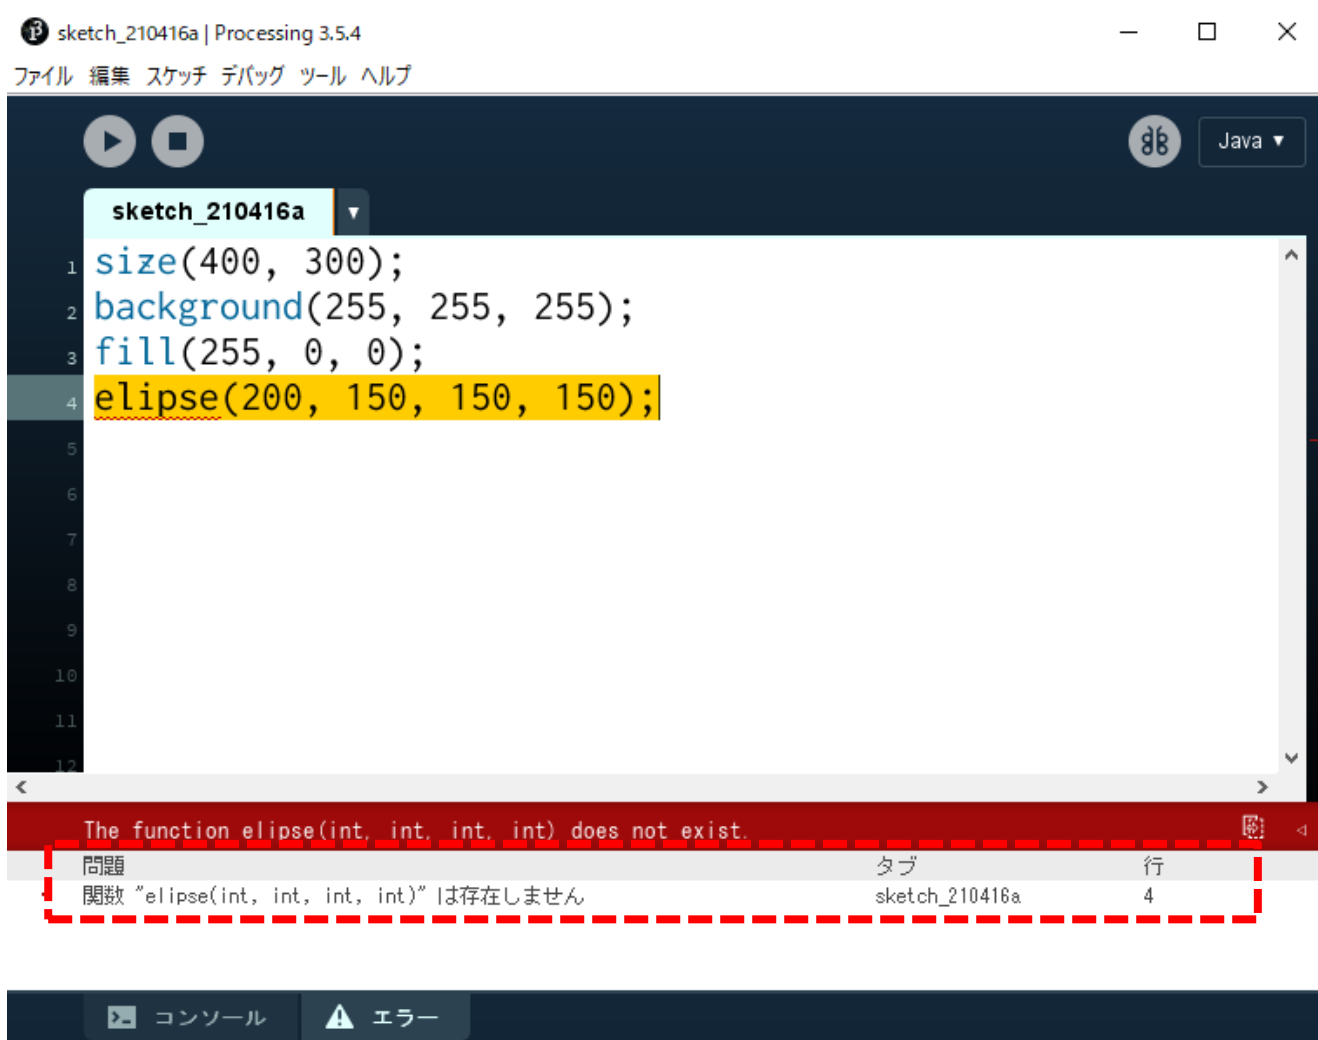 sketch_210416a | Processing 3.5.4
ファイル 編集 スケッチ デバッグ ツール ヘルプ
Java ▼
sketch_210416a ▼
1 size(400, 300);
2 background(255, 255, 255);
3 fill(255, 0, 0);
4 elipse(200, 150, 150, 150);
5
6
7
8
9
10
11
12
The function elipse(int, int, int, int) does not exist.
問題 タブ 行
関数 "elipse(int, int, int, int)" は存在しません sketch_210416a 4
コンソール エラー